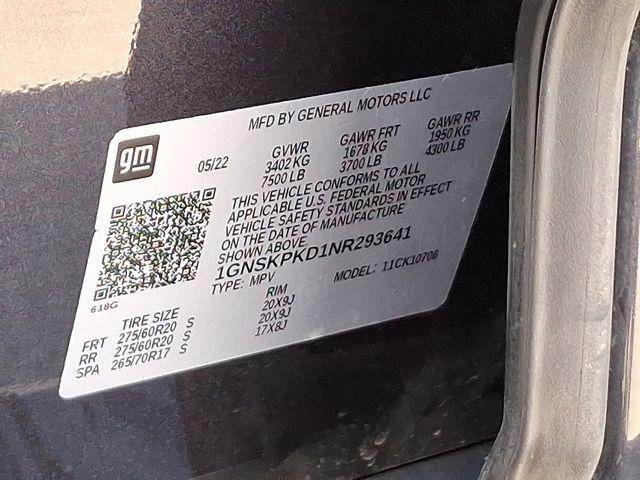 MFD BY GENERAL MOTORS LLC
gm
05/22
GVWR GAWR FRT GAWR RR
3402 KG 1678 KG 1950 KG
7500 LB 3700 LB 4300 LB
THIS VEHICLE CONFORMS TO ALL
APPLICABLE U.S. FEDERAL MOTOR
VEHICLE SAFETY STANDARDS IN EFFECT
ON THE DATE OF MANUFACTURE
SHOWN ABOVE.
1GNSKPKD1NR293641
TYPE: MPV MODEL: 11CK10706
618G
TIRE SIZE RIM
FRT 275/60R20 S 20X9J
RR 275/60R20 S 20X9J
SPA 265/70R17 S 17X8J